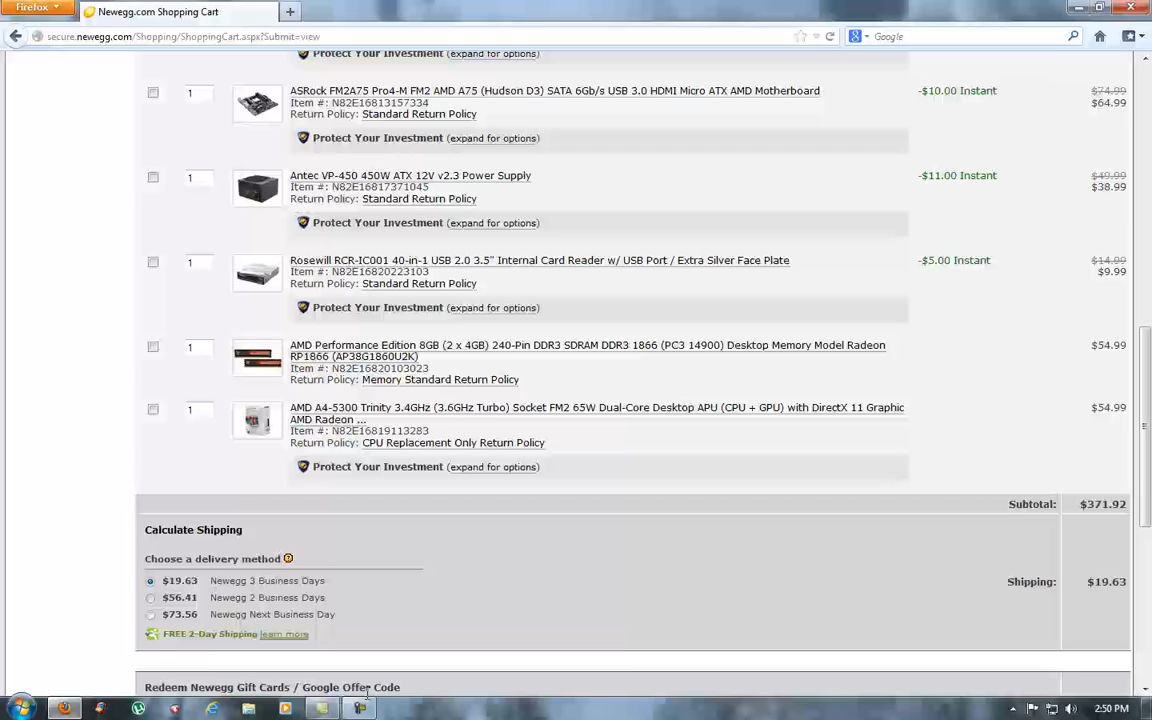 Firefox
Newegg.com Shopping Cart
secure.newegg.com/Shopping/ShoppingCart.aspx?Submit=view
Google
Protect Your Investment (expand for options)
1
ASRock FM2A75 Pro4-M FM2 AMD A75 (Hudson D3) SATA 6Gb/s USB 3.0 HDMI Micro ATX AMD Motherboard
-$10.00 Instant
$74.99
Item #: N82E16813157334
$64.99
Return Policy: Standard Return Policy
Protect Your Investment (expand for options)
1
Antec VP-450 450W ATX 12V v2.3 Power Supply
-$11.00 Instant
$49.99
Item #: N82E16817371045
$38.99
Return Policy: Standard Return Policy
Protect Your Investment (expand for options)
1
Rosewill RCR-IC001 40-in-1 USB 2.0 3.5" Internal Card Reader w/ USB Port / Extra Silver Face Plate
-$5.00 Instant
$14.99
Item #: N82E16820223103
$9.99
Return Policy: Standard Return Policy
Protect Your Investment (expand for options)
1
AMD Performance Edition 8GB (2 x 4GB) 240-Pin DDR3 SDRAM DDR3 1866 (PC3 14900) Desktop Memory Model Radeon
RP1866 (AP38G1860U2K)
$54.99
Item #: N82E16820103023
Return Policy: Memory Standard Return Policy
1
AMD A4-5300 Trinity 3.4GHz (3.6GHz Turbo) Socket FM2 65W Dual-Core Desktop APU (CPU + GPU) with DirectX 11 Graphic
AMD Radeon ...
$54.99
Item #: N82E16819113283
Return Policy: CPU Replacement Only Return Policy
Protect Your Investment (expand for options)
Subtotal: $371.92
Calculate Shipping
Choose a delivery method
$19.63 Newegg 3 Business Days
Shipping: $19.63
$56.41 Newegg 2 Business Days
$73.56 Newegg Next Business Day
FREE 2-Day Shipping learn more
Redeem Newegg Gift Cards / Google Offer Code
2:50 PM